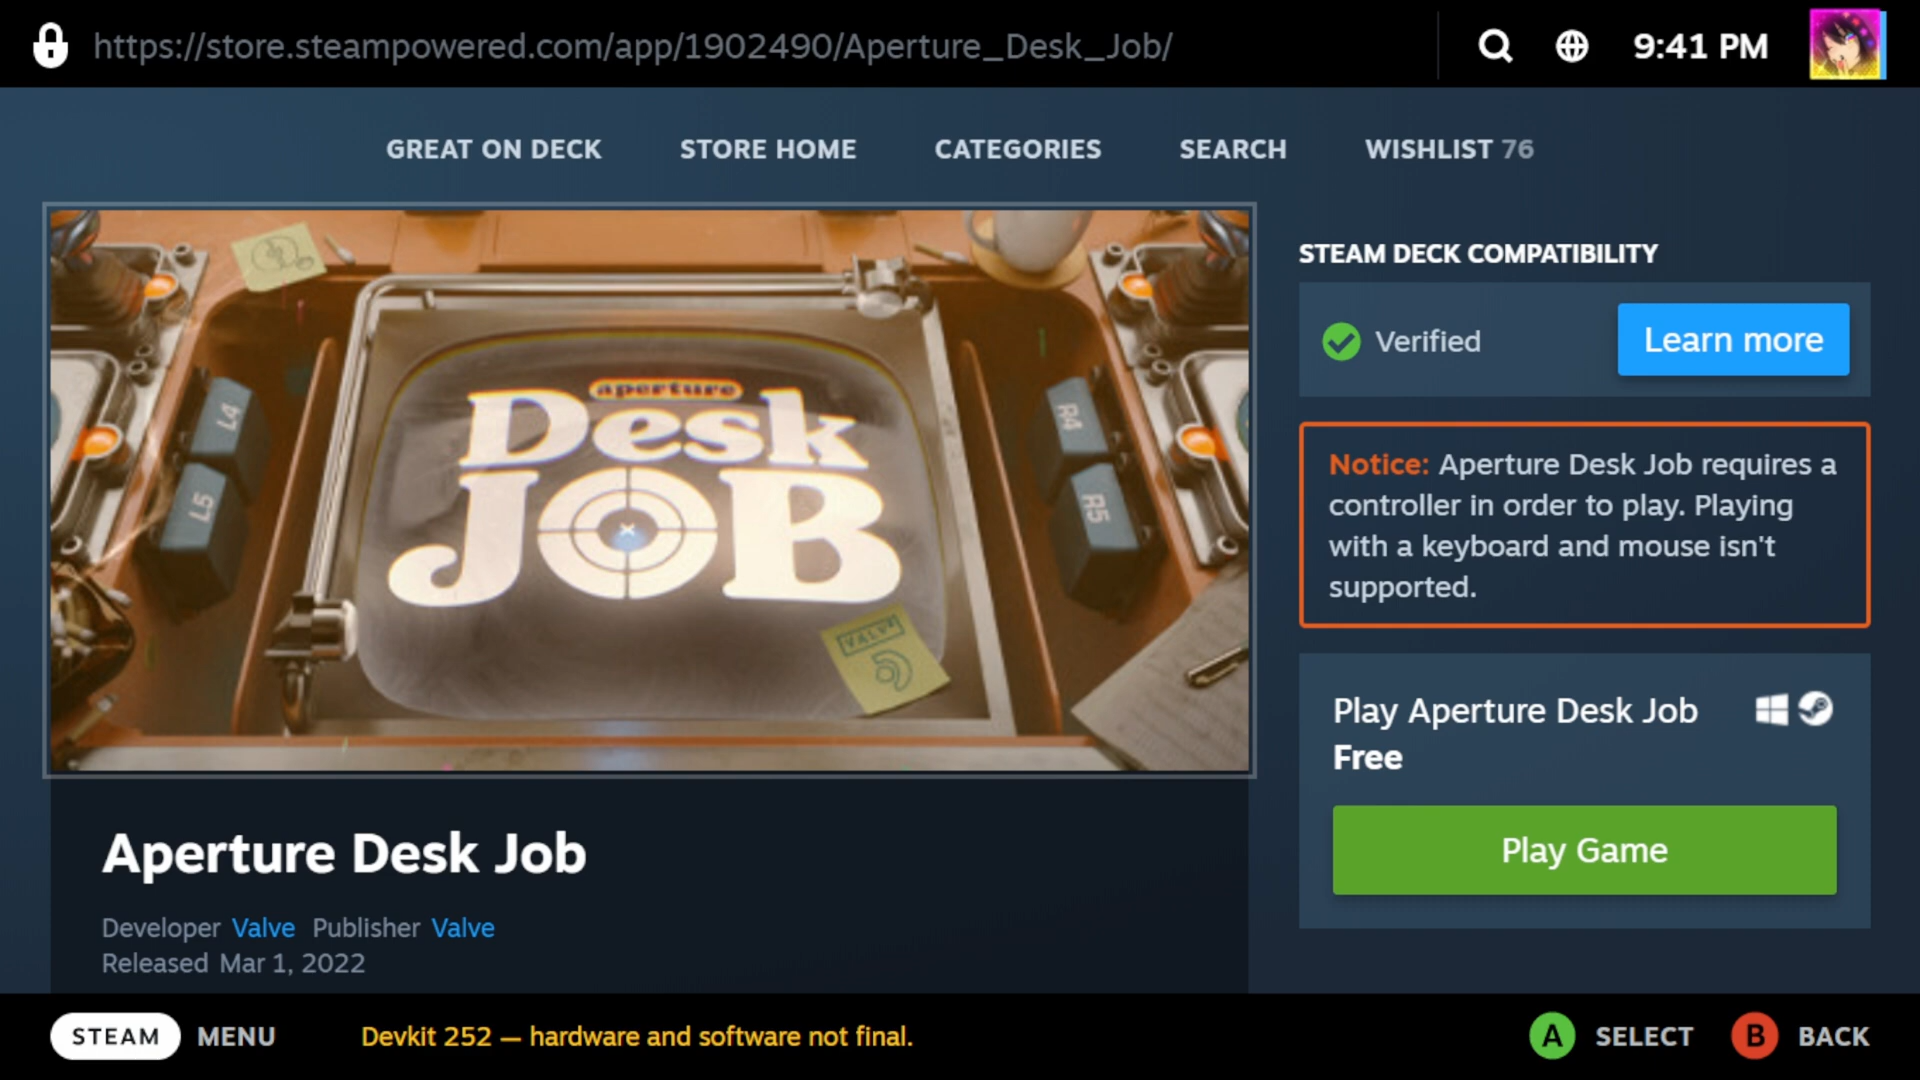 https://store.steampowered.com/app/1902490/Aperture_Desk_Job/
9:41 PM
GREAT ON DECK
STORE HOME
CATEGORIES
SEARCH
WISHLIST 76
L4
L5
aperture
Desk
JOB
VALVE
R4
R5
STEAM DECK COMPATIBILITY
Verified
Learn more
Notice: Aperture Desk Job requires a
controller in order to play. Playing
with a keyboard and mouse isn't
supported.
Play Aperture Desk Job
Free
Play Game
Aperture Desk Job
Developer Valve Publisher Valve
Released Mar 1, 2022
STEAM MENU
Devkit 252 — hardware and software not final.
A SELECT
B BACK